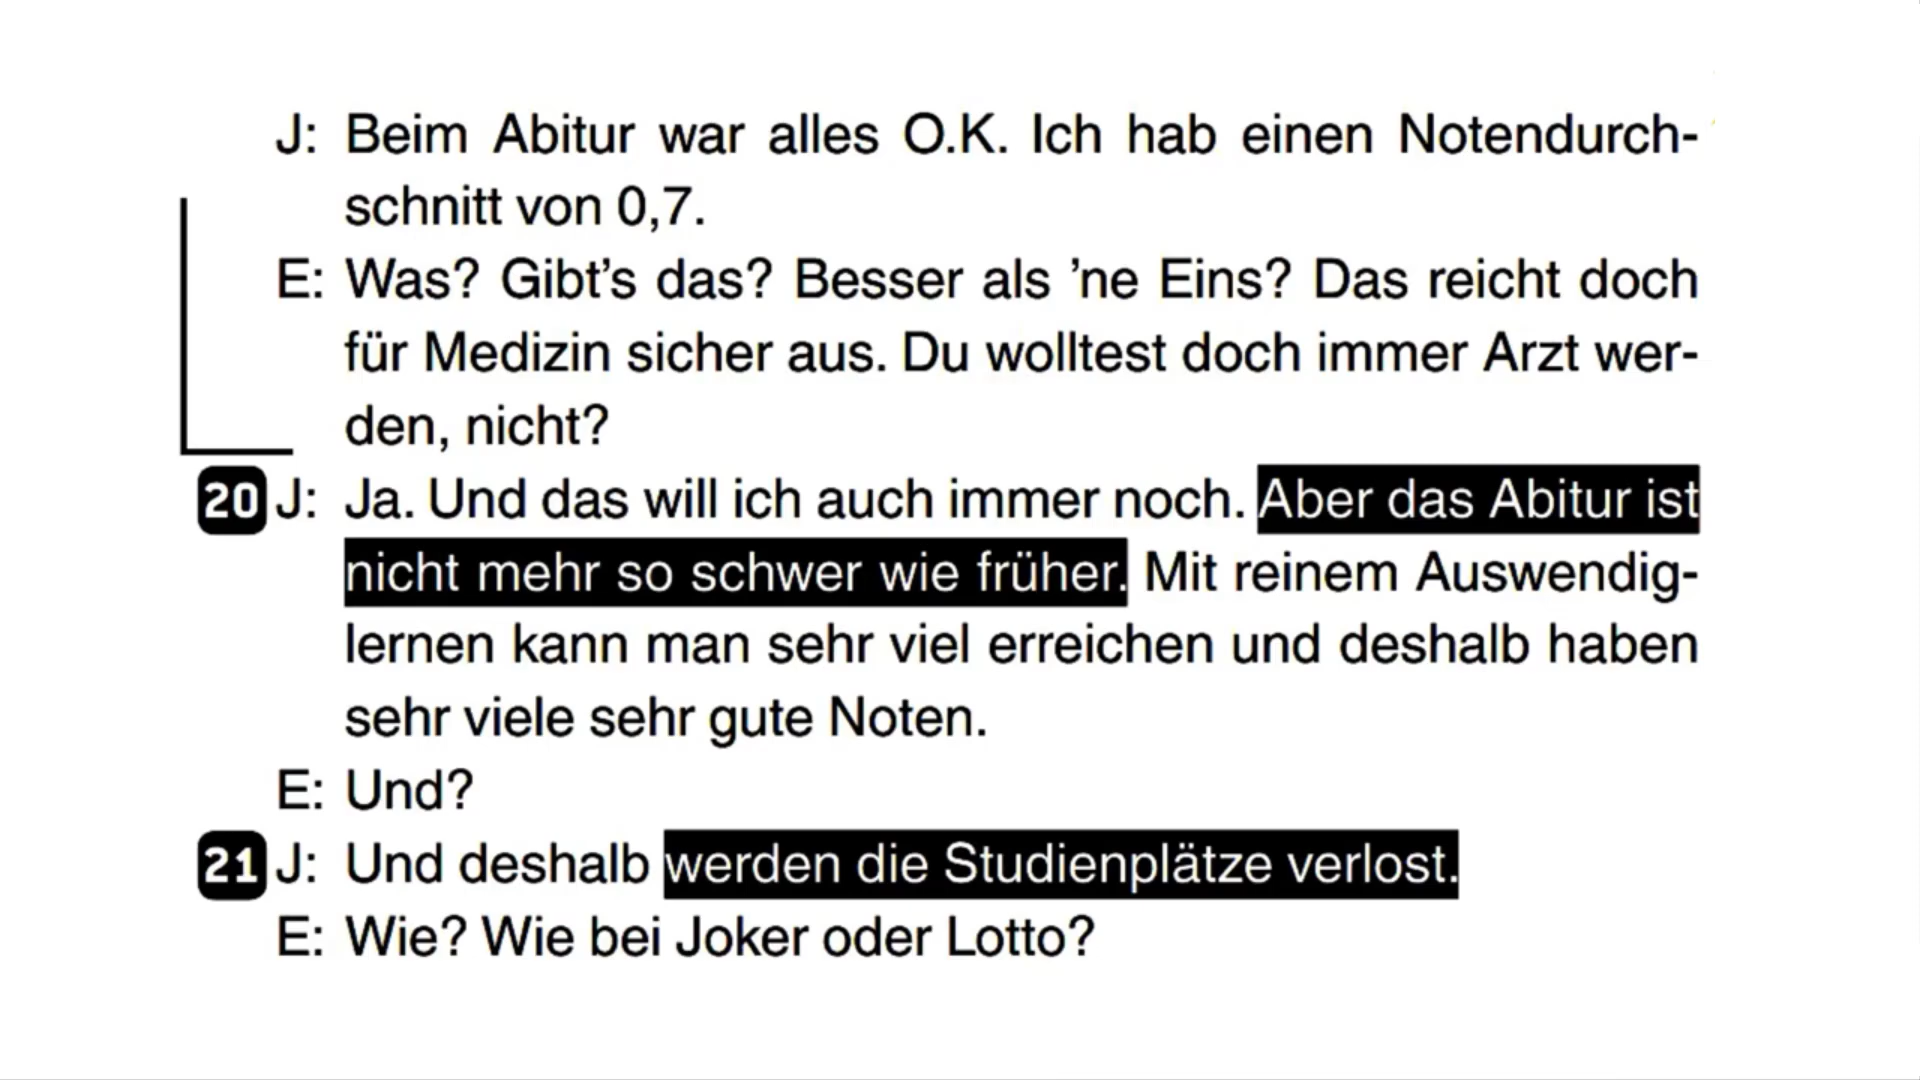 J: Beim Abitur war alles O.K. Ich hab einen Notendurch-
schnitt von 0,7.
E: Was? Gibt’s das? Besser als ’ne Eins? Das reicht doch
für Medizin sicher aus. Du wolltest doch immer Arzt wer-
den, nicht?
20 J: Ja. Und das will ich auch immer noch. Aber das Abitur ist
nicht mehr so schwer wie früher. Mit reinem Auswendig-
lernen kann man sehr viel erreichen und deshalb haben
sehr viele sehr gute Noten.
E: Und?
21 J: Und deshalb werden die Studienplätze verlost.
E: Wie? Wie bei Joker oder Lotto?